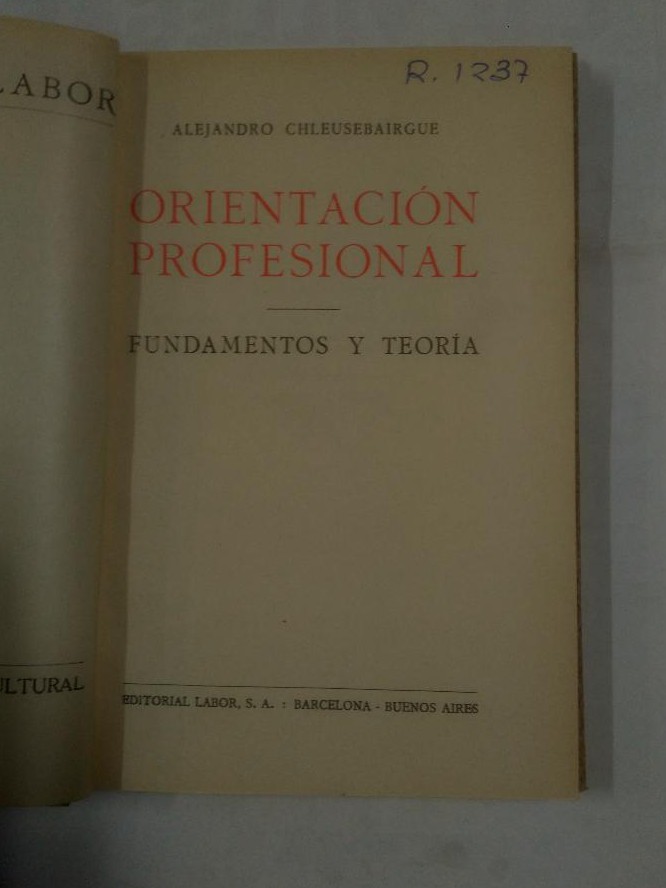 LABOR
ULTURAL
R. 1237
ALEJANDRO CHLEUSEBAIRGUE
ORIENTACIÓN
PROFESIONAL
FUNDAMENTOS Y TEORÍA
EDITORIAL LABOR, S. A. : BARCELONA - BUENOS AIRES